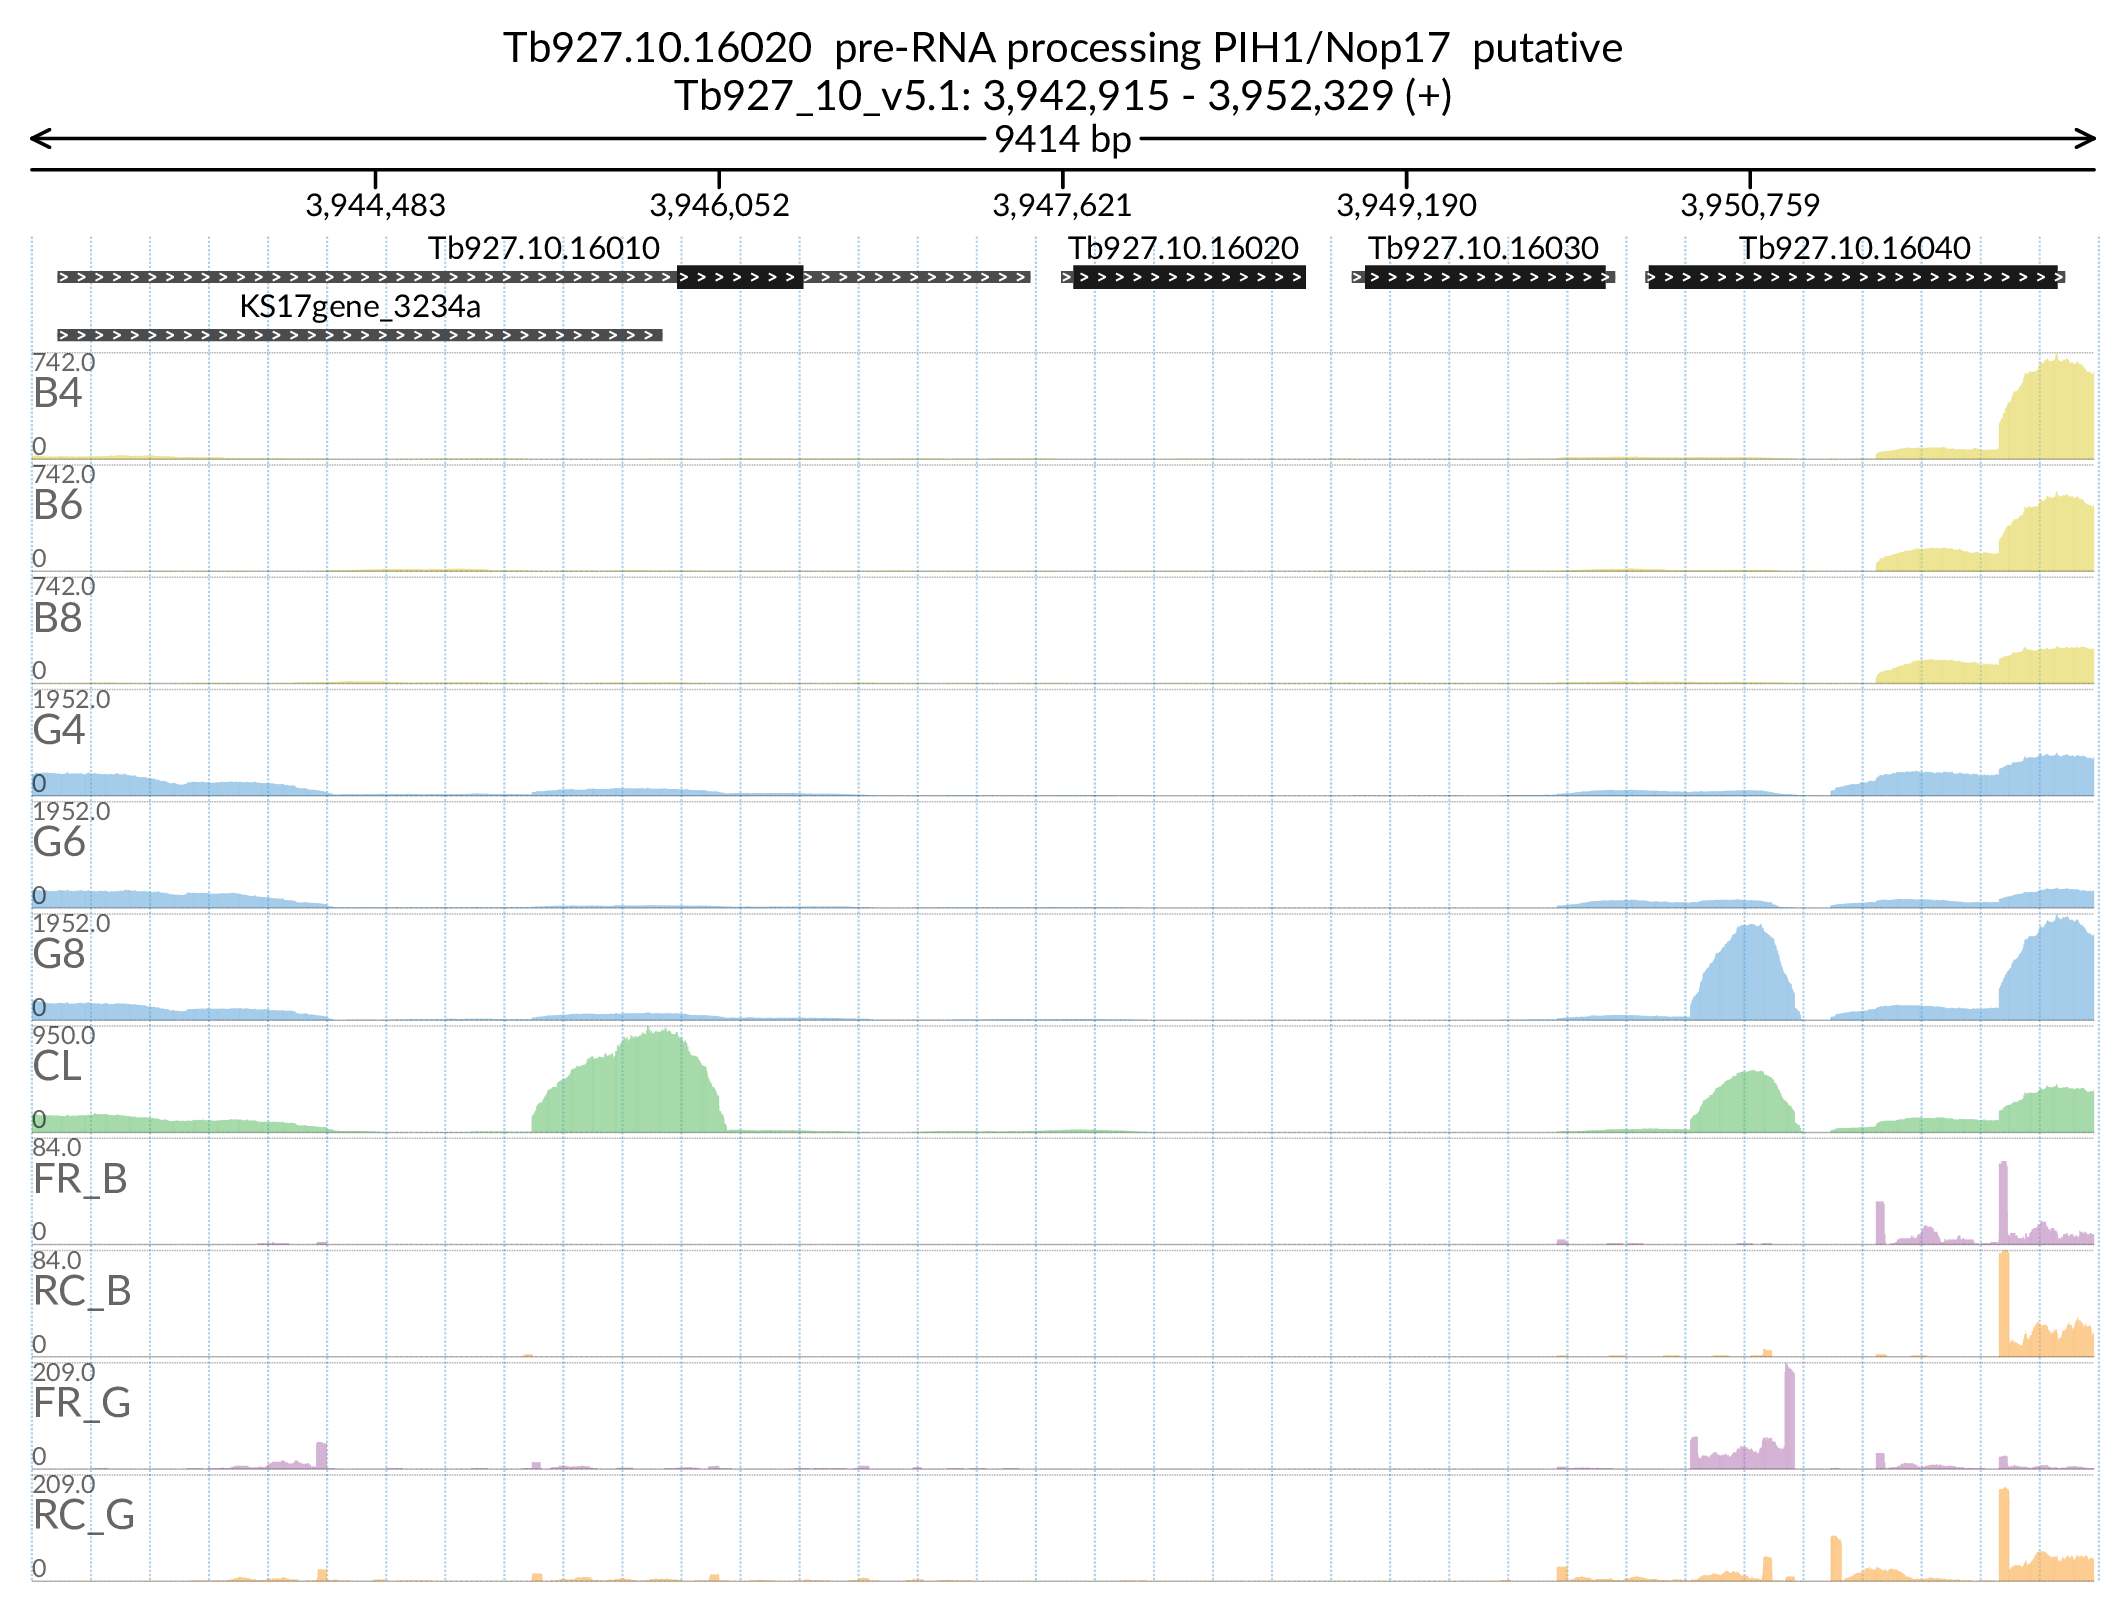 Tb927.10.16020  pre-RNA processing PIH1/Nop17  putative
Tb927_10_v5.1: 3,942,915 - 3,952,329 (+)
9414 bp
3,944,483 3,946,052 3,947,621 3,949,190 3,950,759
Tb927.10.16010 Tb927.10.16020 Tb927.10.16030 Tb927.10.16040
KS17gene_3234a
742.0
B4
0
742.0
B6
0
742.0
B8
0
1952.0
G4
0
1952.0
G6
0
1952.0
G8
0
950.0
CL
0
84.0
FR_B
0
84.0
RC_B
0
209.0
FR_G
0
209.0
RC_G
0